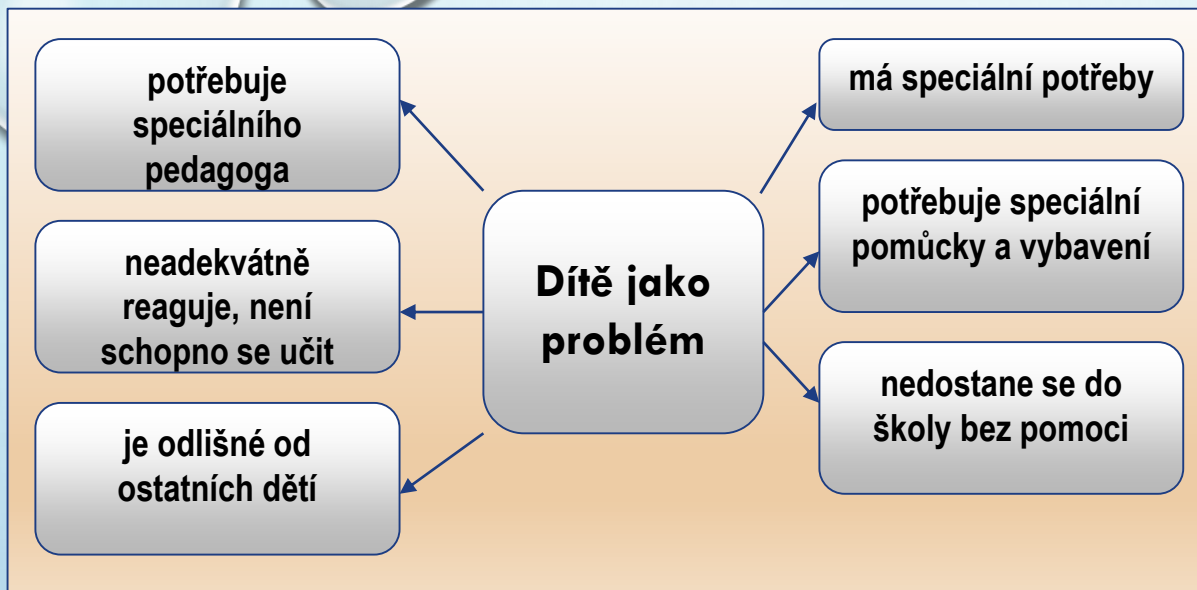 potřebuje
speciálního
pedagoga
neadekvátně
reaguje, není
schopno se učit
je odlišné od
ostatních dětí
Dítě jako
problém
má speciální potřeby
potřebuje speciální
pomůcky a vybavení
nedostane se do
školy bez pomoci